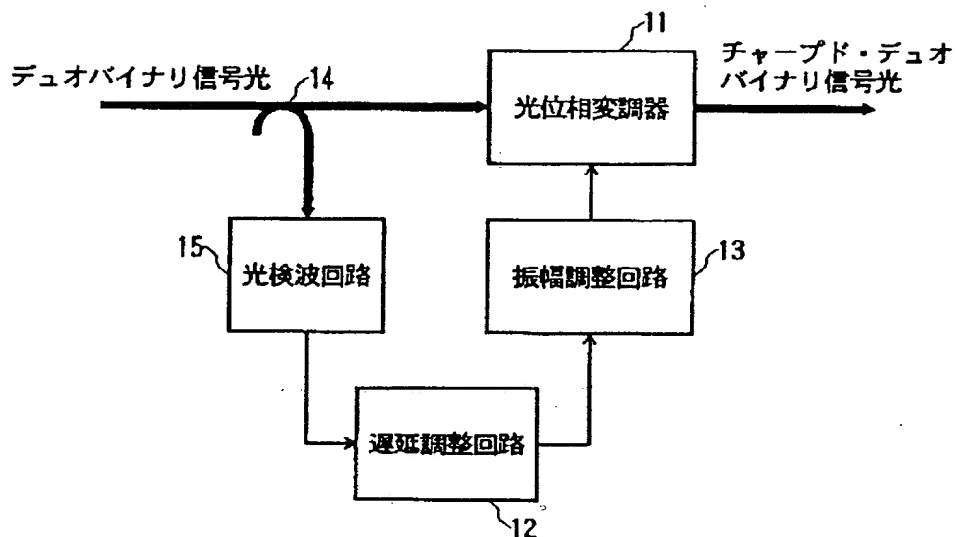 11
チャープド・デュオ
バイナリ信号光
デュオバイナリ信号光
14
光位相変調器
15
光検波回路
振幅調整回路
13
遅延調整回路
12